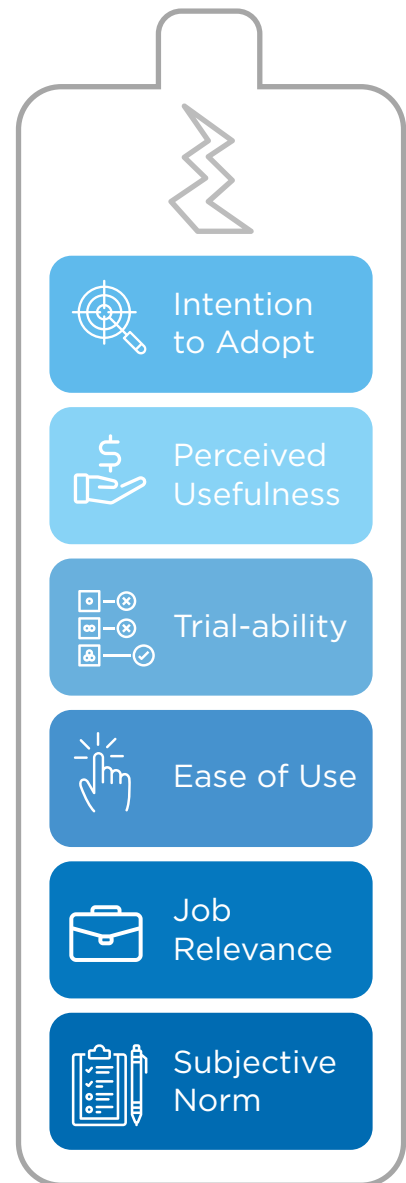 Intention
to Adopt
$
Perceived
Usefulness
Trial-ability
Ease of Use
Job
Relevance
Subjective
Norm